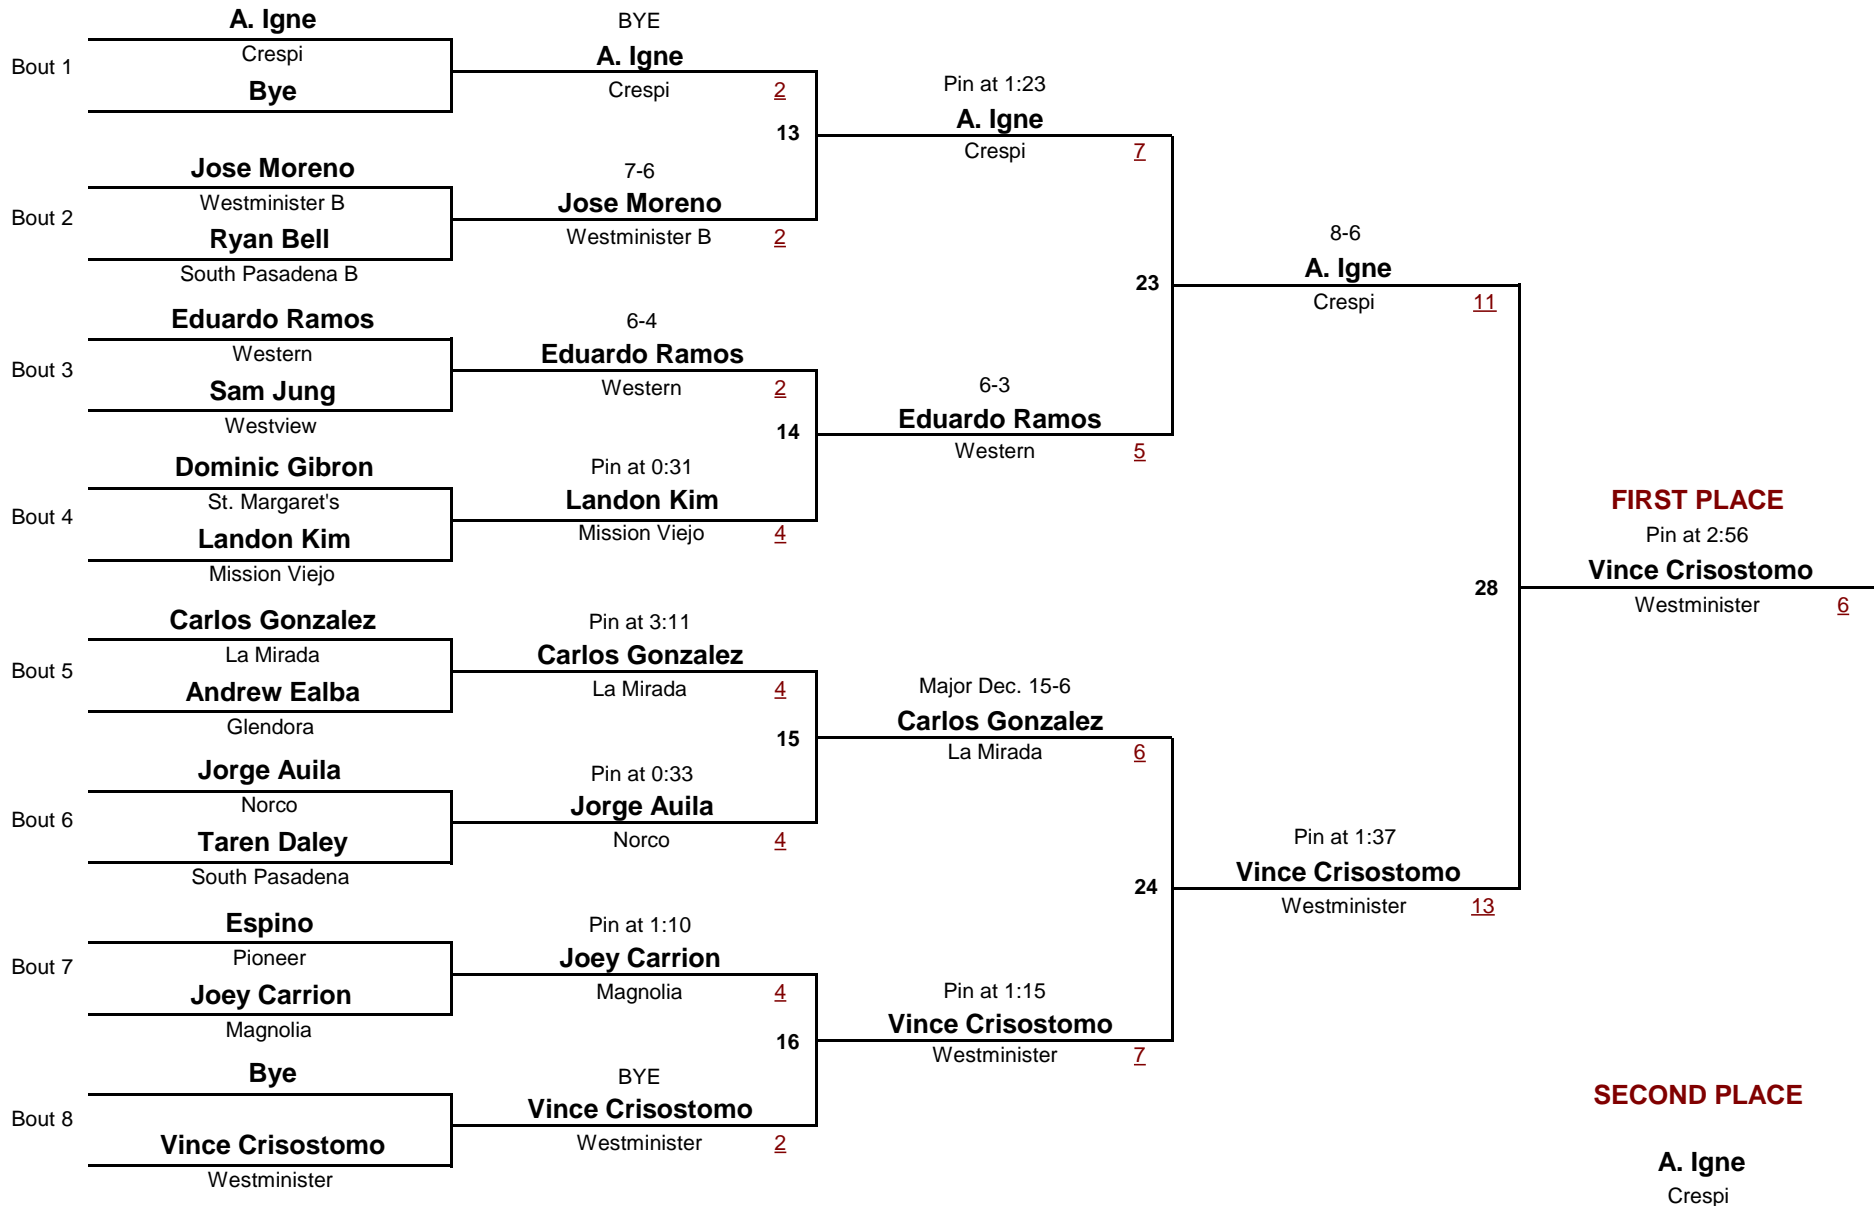 A. Igne
Bout 1
Crespi
Bye
Jose Moreno
Bout 2
Westminister B
Ryan Bell
South Pasadena B
Eduardo Ramos
Bout 3
Western
Sam Jung
Westview
Dominic Gibron
Bout 4
St. Margaret's
Landon Kim
Mission Viejo
Carlos Gonzalez
Bout 5
La Mirada
Andrew Ealba
Glendora
Jorge Auila
Bout 6
Norco
Taren Daley
South Pasadena
Espino
Bout 7
Pioneer
Joey Carrion
Magnolia
Bye
Bout 8
Vince Crisostomo
Westminister
BYE
A. Igne
Crespi 2
13
7-6
Jose Moreno
Westminister B 2
6-4
Eduardo Ramos
Western 2
14
Pin at 0:31
Landon Kim
Mission Viejo 4
Pin at 3:11
Carlos Gonzalez
La Mirada 4
15
Pin at 0:33
Jorge Auila
Norco 4
Pin at 1:10
Joey Carrion
Magnolia 4
16
BYE
Vince Crisostomo
Westminister 2
Pin at 1:23
A. Igne
Crespi 7
23
6-3
Eduardo Ramos
Western 5
Major Dec. 15-6
Carlos Gonzalez
La Mirada 6
24
Pin at 1:15
Vince Crisostomo
Westminister 7
8-6
A. Igne
Crespi 11
28
Pin at 1:37
Vince Crisostomo
Westminister 13
FIRST PLACE
Pin at 2:56
Vince Crisostomo
Westminister 6
SECOND PLACE
A. Igne
Crespi